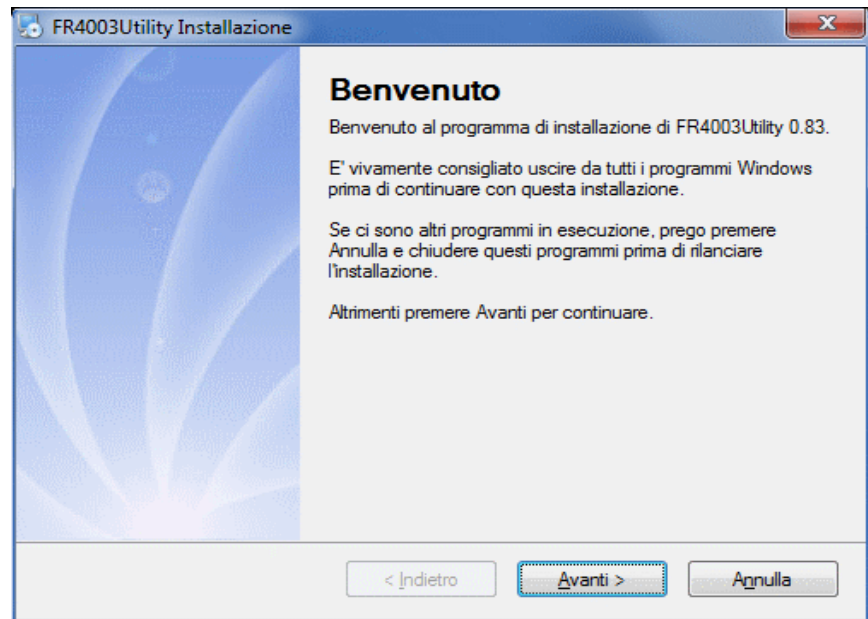 FR4003Utility Installazione
Benvenuto
Benvenuto al programma di installazione di FR4003Utility 0.83.
E' vivamente consigliato uscire da tutti i programmi Windows
prima di continuare con questa installazione.
Se ci sono altri programmi in esecuzione, prego premere
Annulla e chiudere questi programmi prima di rilanciare
l'installazione.
Altrimenti premere Avanti per continuare.
< Indietro
Avanti >
Annulla